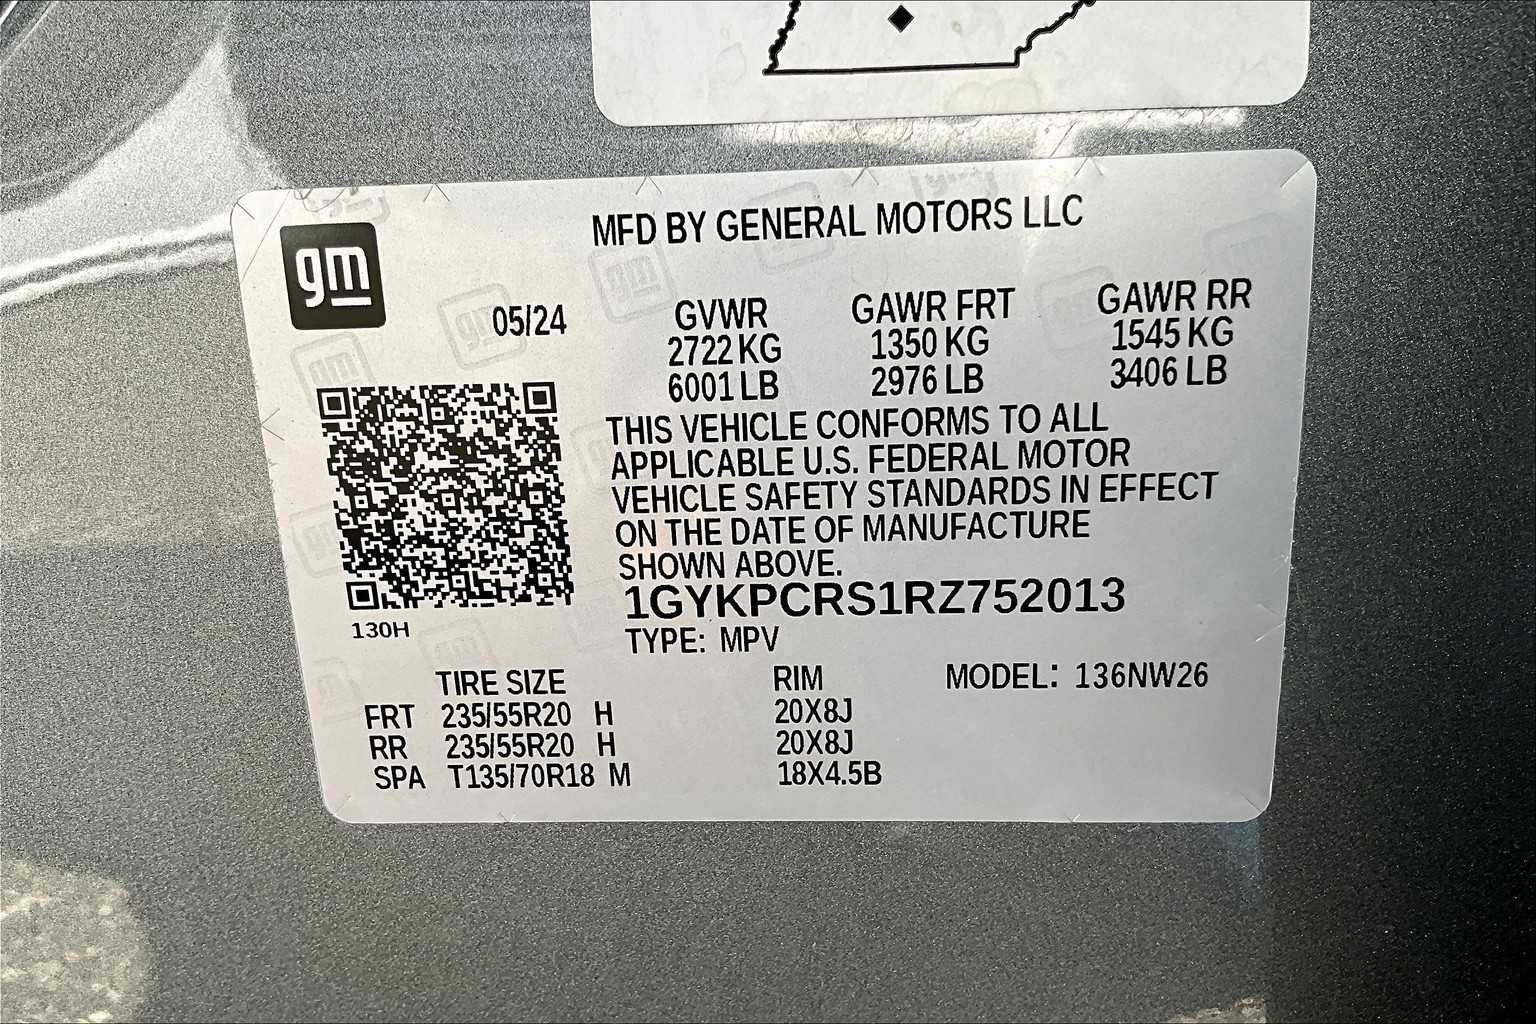 MFD BY GENERAL MOTORS LLC
gm
05/24
GVWR GAWR FRT GAWR RR
2722 KG 1350 KG 1545 KG
6001 LB 2976 LB 3406 LB
THIS VEHICLE CONFORMS TO ALL
APPLICABLE U.S. FEDERAL MOTOR
VEHICLE SAFETY STANDARDS IN EFFECT
ON THE DATE OF MANUFACTURE
SHOWN ABOVE.
1GYKPCRS1RZ752013
130H
TYPE: MPV
TIRE SIZE RIM MODEL: 136NW26
FRT 235/55R20 H 20X8J
RR 235/55R20 H 20X8J
SPA T135/70R18 M 18X4.5B